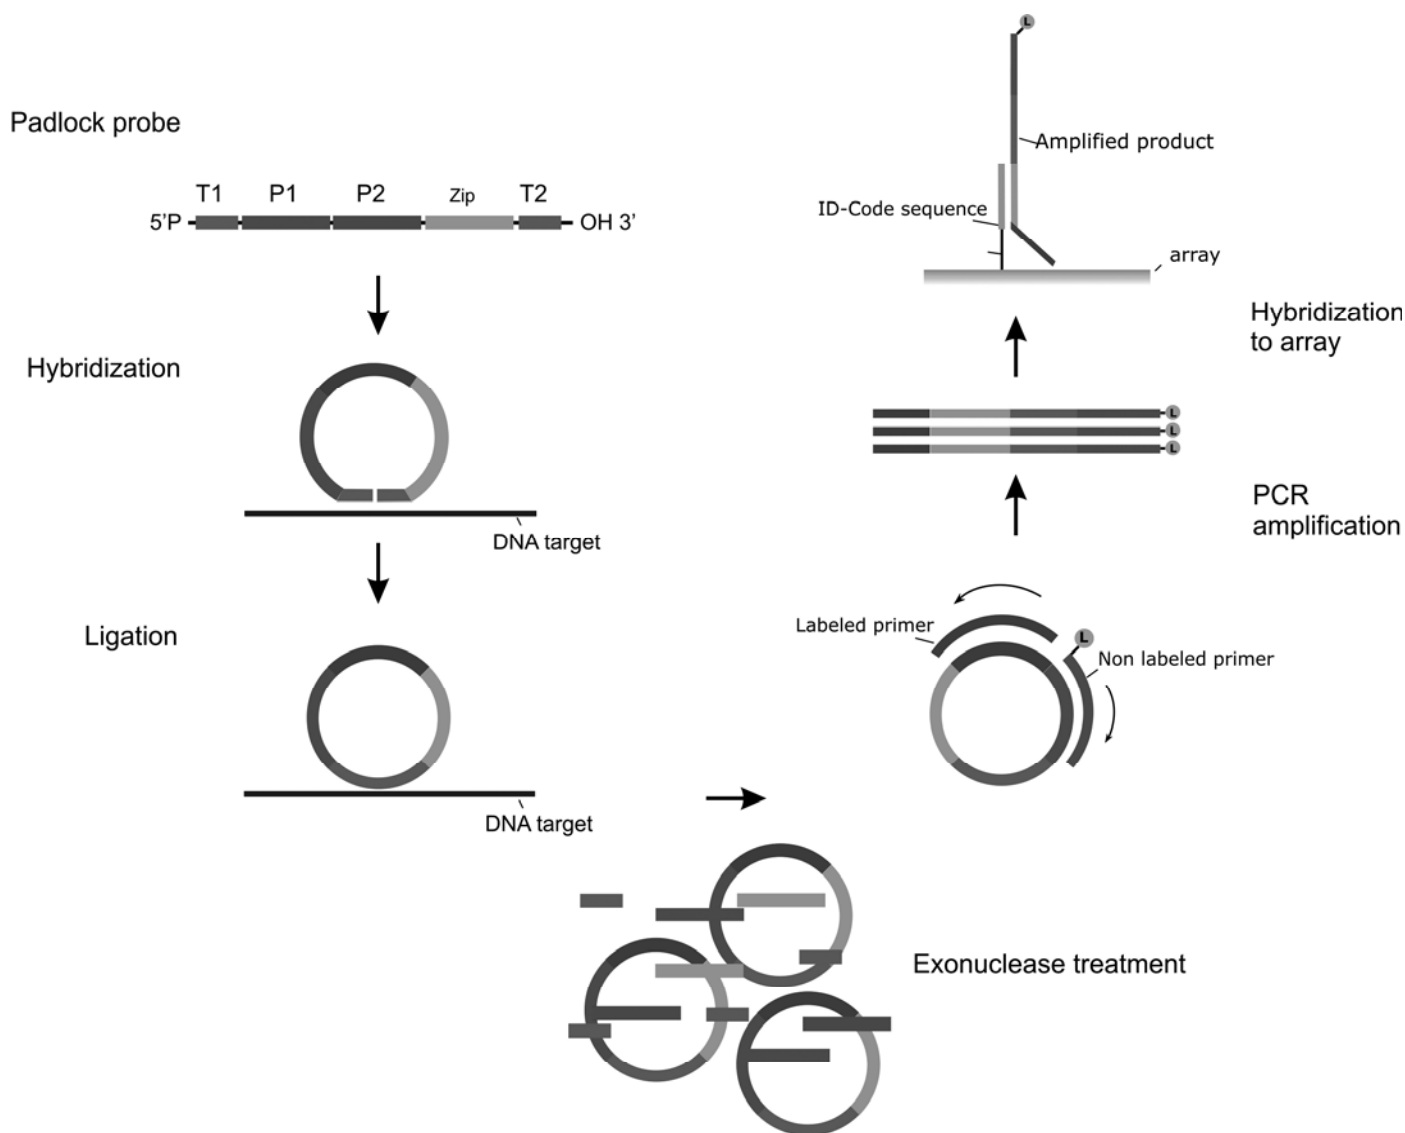 Padlock probe
T1 P1 P2 Zip T2
5'P OH 3'
Hybridization
DNA target
Ligation
DNA target
Exonuclease treatment
Labeled primer
L
Non labeled primer
PCR
amplification
L
L
L
Hybridization
to array
L
Amplified product
ID-Code sequence
array